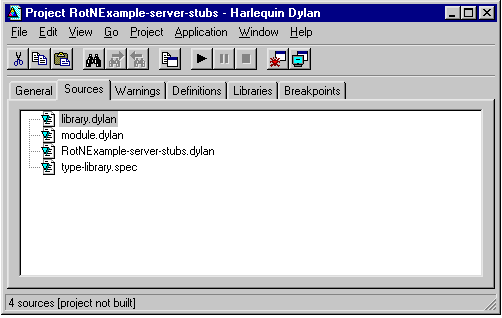 Project RotNExample-server-stubs - Harlequin Dylan
File Edit View Go Project Application Window Help
General Sources Warnings Definitions Libraries Breakpoints
library.dylan
module.dylan
RotNExample-server-stubs.dylan
type-library.spec
4 sources [project not built]